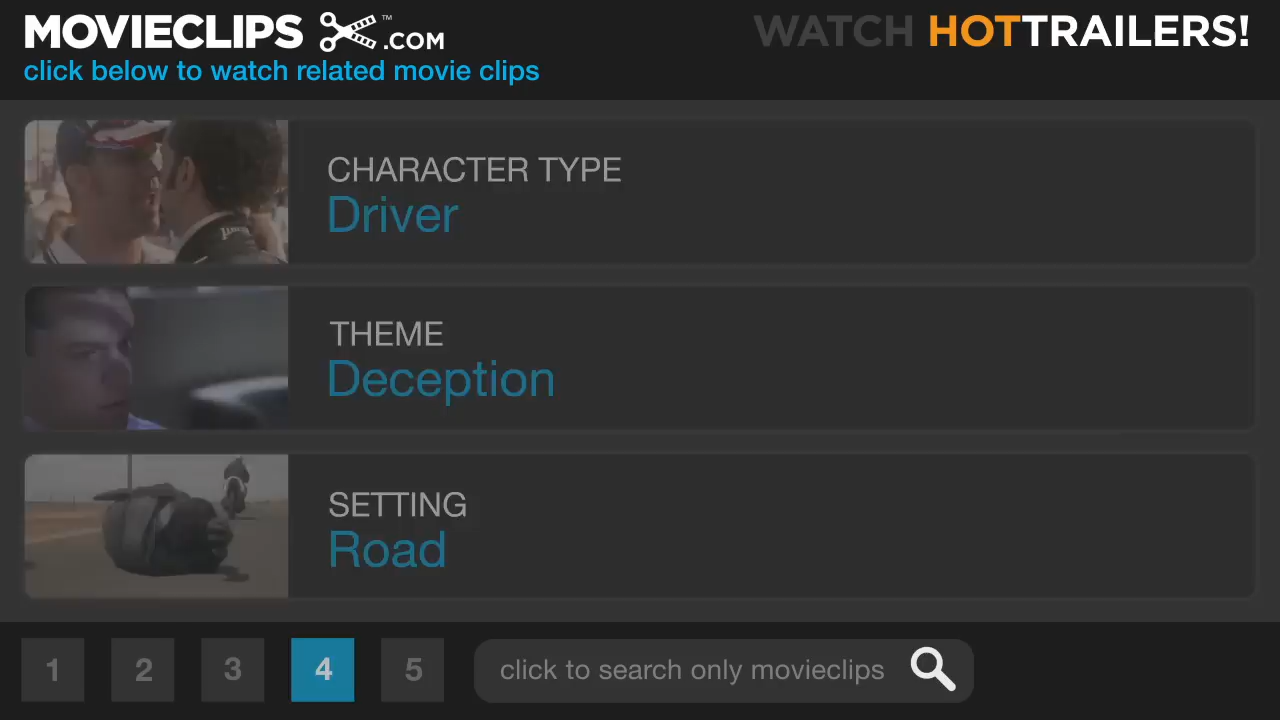 MOVIECLIPS ™.COM
WATCH HOTTRAILERS!
click below to watch related movie clips
CHARACTER TYPE
Driver
THEME
Deception
SETTING
Road
1 2 3 4 5 click to search only movieclips